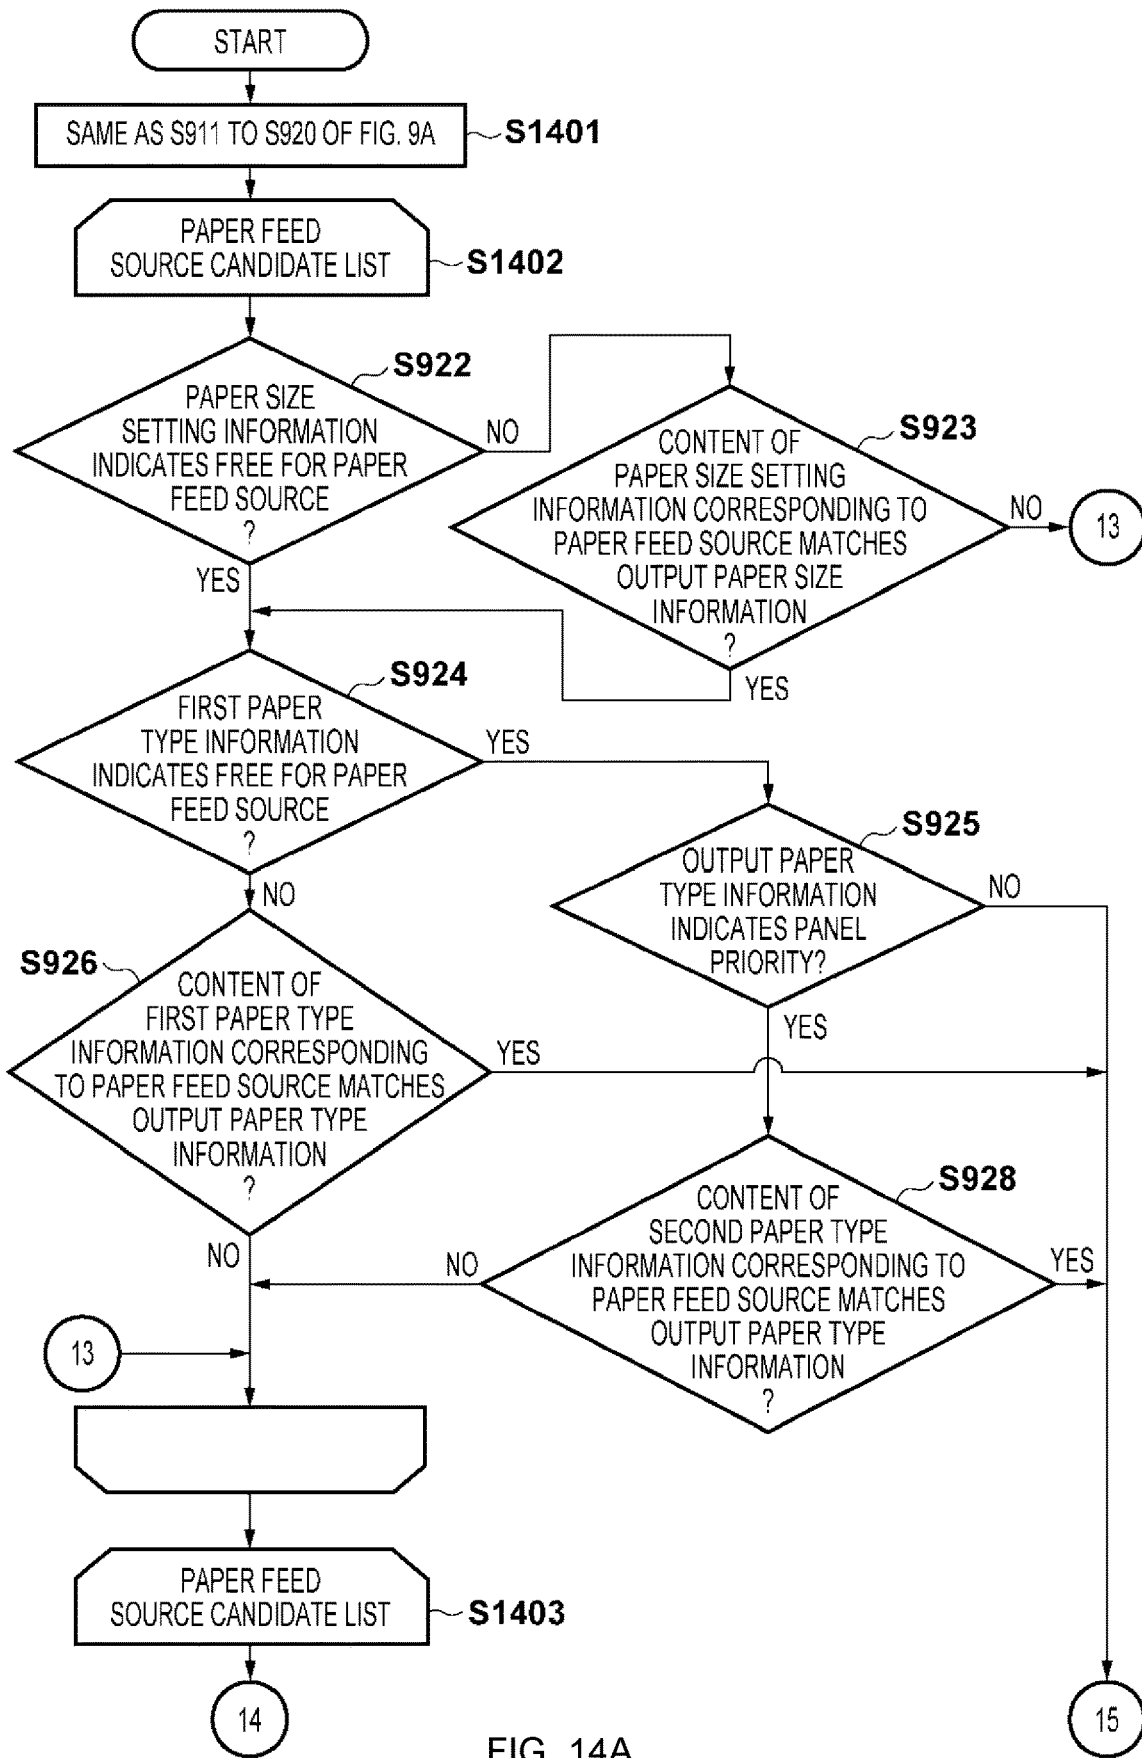 START
SAME AS S911 TO S920 OF FIG. 9A
S1401
PAPER FEED
SOURCE CANDIDATE LIST
S1402
S922
PAPER SIZE
SETTING INFORMATION
INDICATES FREE FOR PAPER
FEED SOURCE
?
NO
YES
S923
CONTENT OF
PAPER SIZE SETTING
INFORMATION CORRESPONDING TO
PAPER FEED SOURCE MATCHES
OUTPUT PAPER SIZE
INFORMATION
?
NO
13
YES
S924
FIRST PAPER
TYPE INFORMATION
INDICATES FREE FOR PAPER
FEED SOURCE
?
YES
NO
S925
OUTPUT PAPER
TYPE INFORMATION
INDICATES PANEL
PRIORITY?
NO
YES
S926
CONTENT OF
FIRST PAPER TYPE
INFORMATION CORRESPONDING
TO PAPER FEED SOURCE MATCHES
OUTPUT PAPER TYPE
INFORMATION
?
YES
NO
S928
CONTENT OF
SECOND PAPER TYPE
INFORMATION CORRESPONDING TO
PAPER FEED SOURCE MATCHES
OUTPUT PAPER TYPE
INFORMATION
?
NO
YES
13
PAPER FEED
SOURCE CANDIDATE LIST
S1403
14
15
FIG. 14A